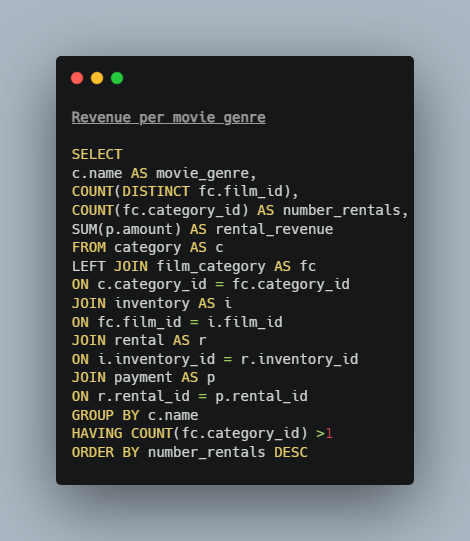 Revenue per movie genre
SELECT
c.name AS movie_genre,
COUNT(DISTINCT fc.film_id),
COUNT(fc.category_id) AS number_rentals,
SUM(p.amount) AS rental_revenue
FROM category AS c
LEFT JOIN film_category AS fc
ON c.category_id = fc.category_id
JOIN inventory AS i
ON fc.film_id = i.film_id
JOIN rental AS r
ON i.inventory_id = r.inventory_id
JOIN payment AS p
ON r.rental_id = p.rental_id
GROUP BY c.name
HAVING COUNT(fc.category_id) >1
ORDER BY number_rentals DESC